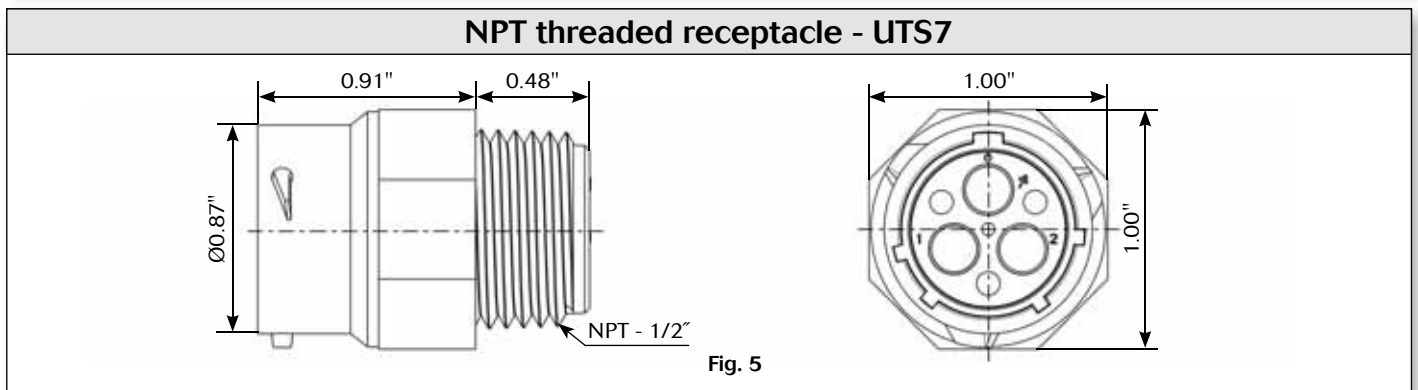 NPT threaded receptacle - UTS7
0.91"
0.48"
1.00"
Ø0.87"
1.00"
1
2
NPT - 1/2″
Fig. 5